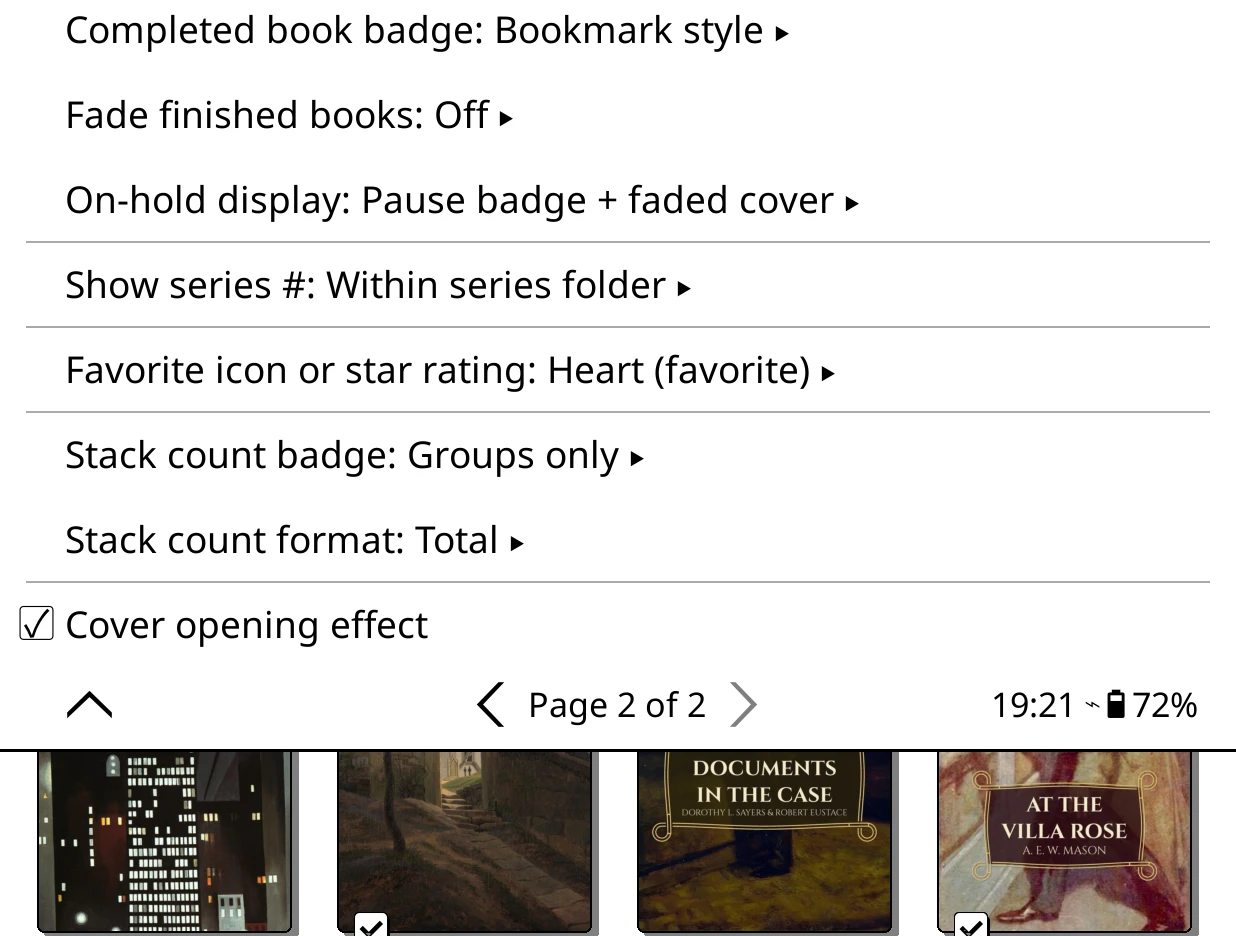 Completed book badge: Bookmark style ▸
Fade finished books: Off ▸
On-hold display: Pause badge + faded cover ▸
Show series #: Within series folder ▸
Favorite icon or star rating: Heart (favorite) ▸
Stack count badge: Groups only ▸
Stack count format: Total ▸
Cover opening effect
Page 2 of 2
19:21 72%
DOCUMENTS
IN THE CASE
DOROTHY L. SAYERS & ROBERT EUSTACE
AT THE
VILLA ROSE
A. E. W. MASON